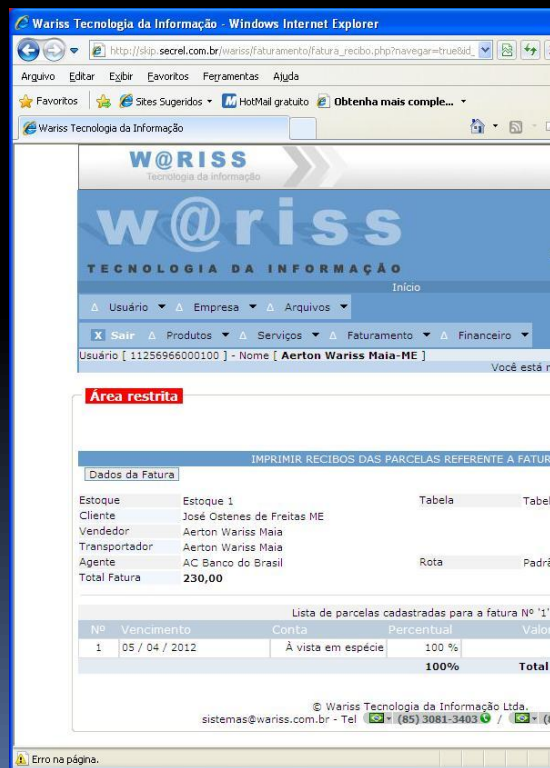 Wariss Tecnologia da Informação - Windows Internet Explorer
http://skip.secrel.com.br/wariss/faturamento/fatura_recibo.php?navegar=true&id_
Arquivo Editar Exibir Favoritos Ferramentas Ajuda
Favoritos Sites Sugeridos HotMail gratuito Obtenha mais comple...
Wariss Tecnologia da Informação
W@RISS
Tecnologia da informação
w@riss
TECNOLOGIA DA INFORMAÇÃO
Início
Usuário Empresa Arquivos
X Sair Produtos Serviços Faturamento Financeiro
Usuário [ 11256966000100 ] - Nome [ Aerton Wariss Maia-ME ]
Você está n
Área restrita
IMPRIMIR RECIBOS DAS PARCELAS REFERENTE A FATUR
Dados da Fatura
Estoque Estoque 1 Tabela Tabel
Cliente José Ostenes de Freitas ME
Vendedor Aerton Wariss Maia
Transportador Aerton Wariss Maia
Agente AC Banco do Brasil Rota Padrã
Total Fatura 230,00
Lista de parcelas cadastradas para a fatura Nº '1'
Nº Vencimento Conta Percentual Valor
1 05 / 04 / 2012 À vista em espécie 100 %
100% Total
© Wariss Tecnologia da Informação Ltda.
sistemas@wariss.com.br - Tel (85) 3081-3403 / (
Erro na página.